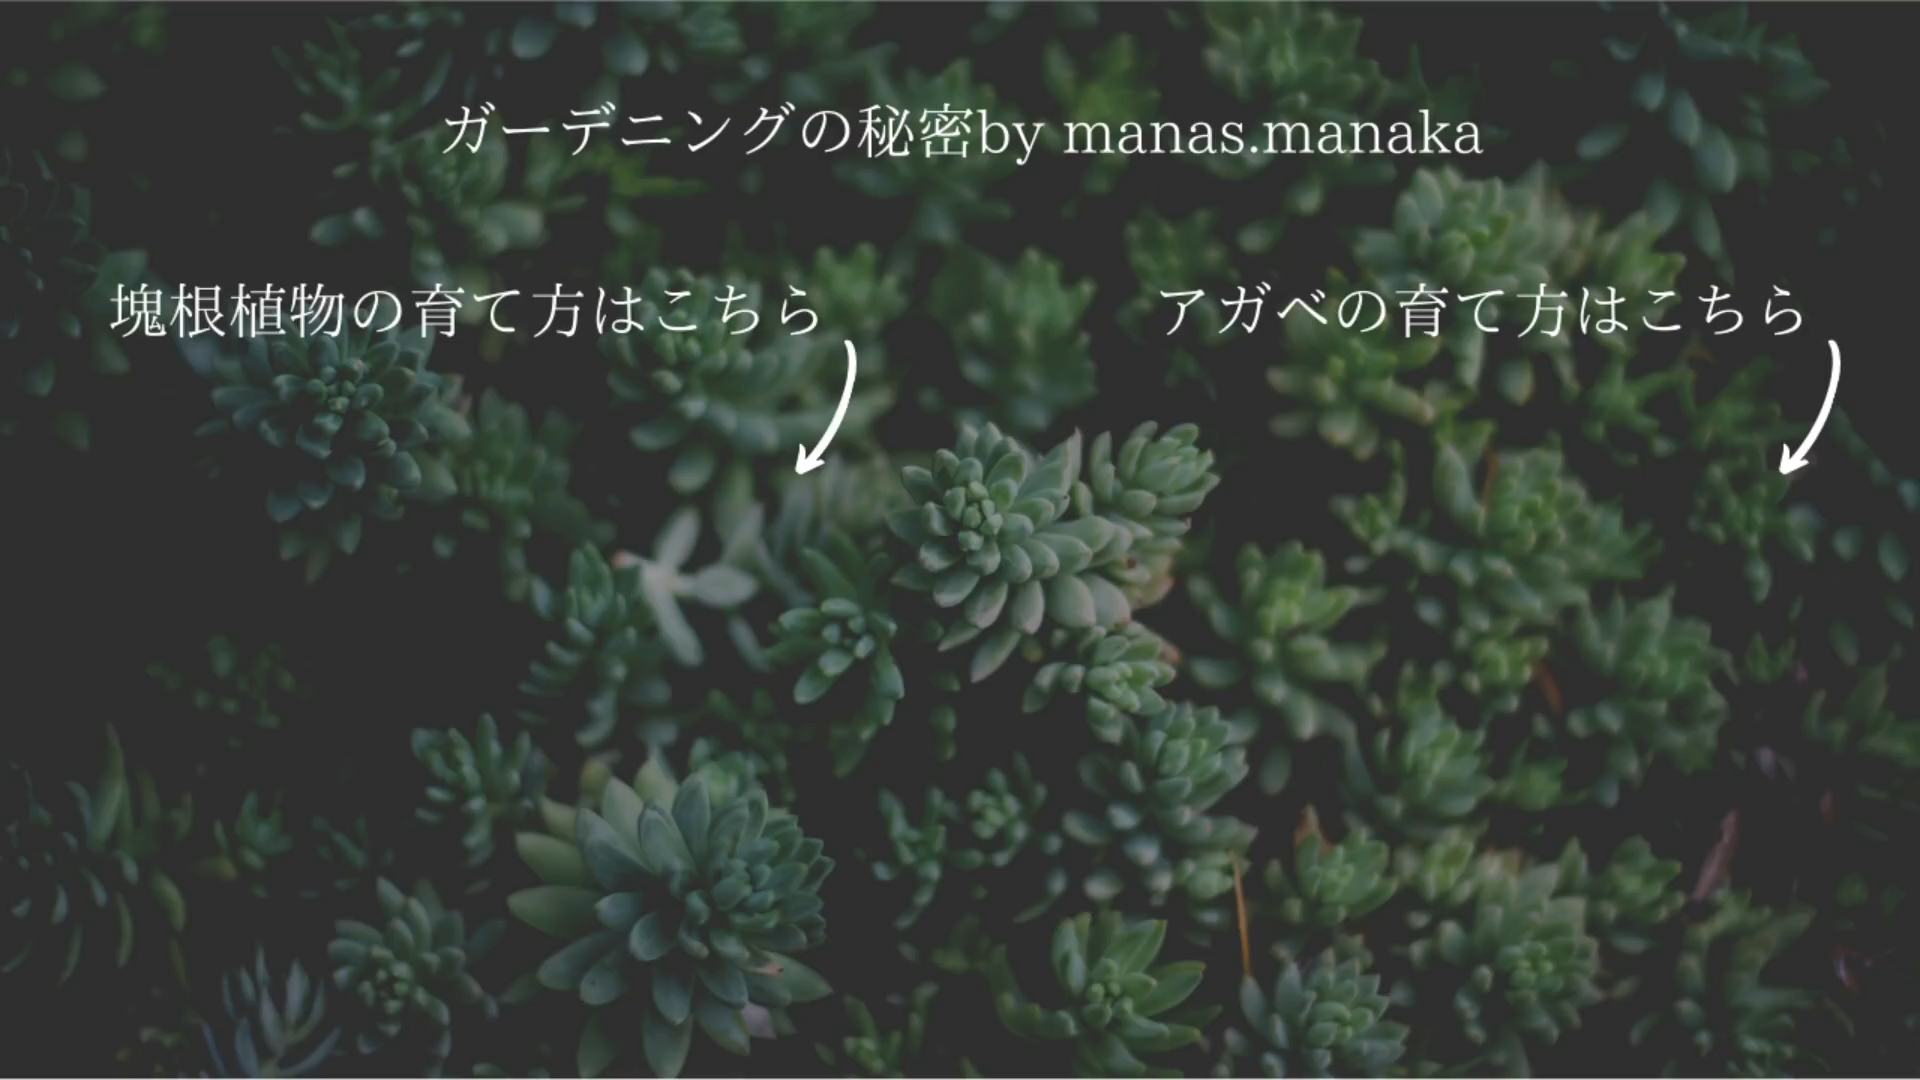 ガーデニングの秘密by manas.manaka
塊根植物の育て方はこちら
アガベの育て方はこちら